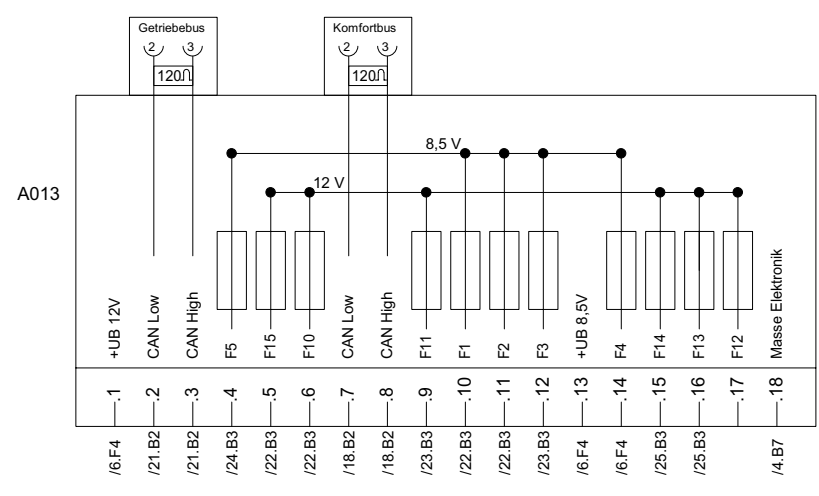 Getriebebus Komfortbus
2 3 2 3
120Ω 120Ω
8,5 V
12 V
A013
+UB 12V CAN Low CAN High F5 F15 F10 CAN Low CAN High F11 F1 F2 F3 +UB 8,5V F4 F14 F13 F12 Masse Elektronik
.1 .2 .3 .4 .5 .6 .7 .8 .9 .10 .11 .12 .13 .14 .15 .16 .17 .18
/6.F4 /21.B2 /21.B2 /24.B3 /22.B3 /22.B3 /18.B2 /18.B2 /23.B3 /22.B3 /22.B3 /23.B3 /6.F4 /6.F4 /25.B3 /25.B3 /4.B7